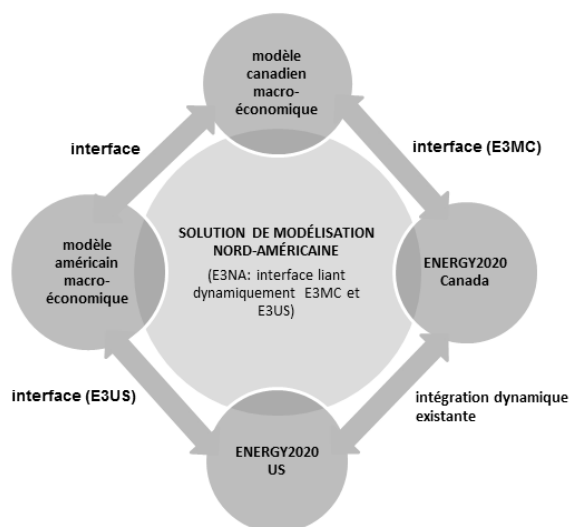 modèle
canadien
macro-
économique
interface
interface (E3MC)
SOLUTION DE MODÉLISATION
NORD-AMÉRICAINE
(E3NA: interface liant
dynamiquement E3MC et
E3US)
modèle
américain
macro-
économique
ENERGY2020
Canada
interface (E3US)
intégration dynamique
existante
ENERGY2020
US